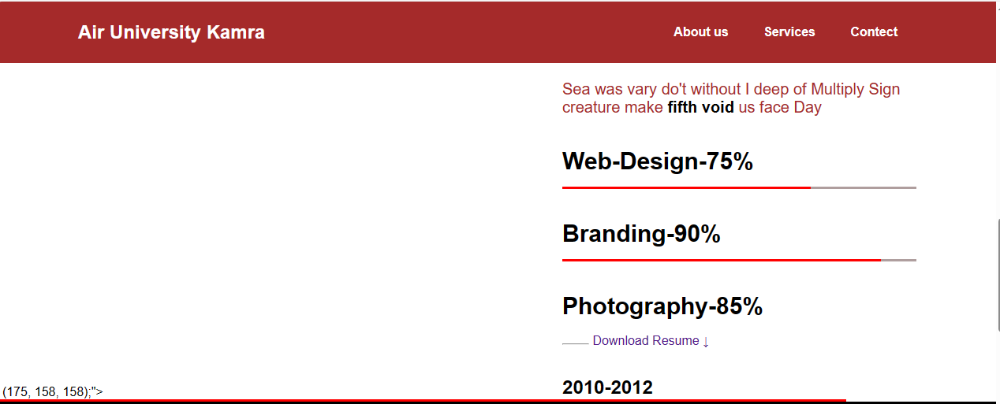 Air University Kamra
About us
Services
Contect
Sea was vary do't without I deep of Multiply Sign
creature make fifth void us face Day
Web-Design-75%
Branding-90%
Photography-85%
Download Resume ↓
2010-2012
(175, 158, 158);">